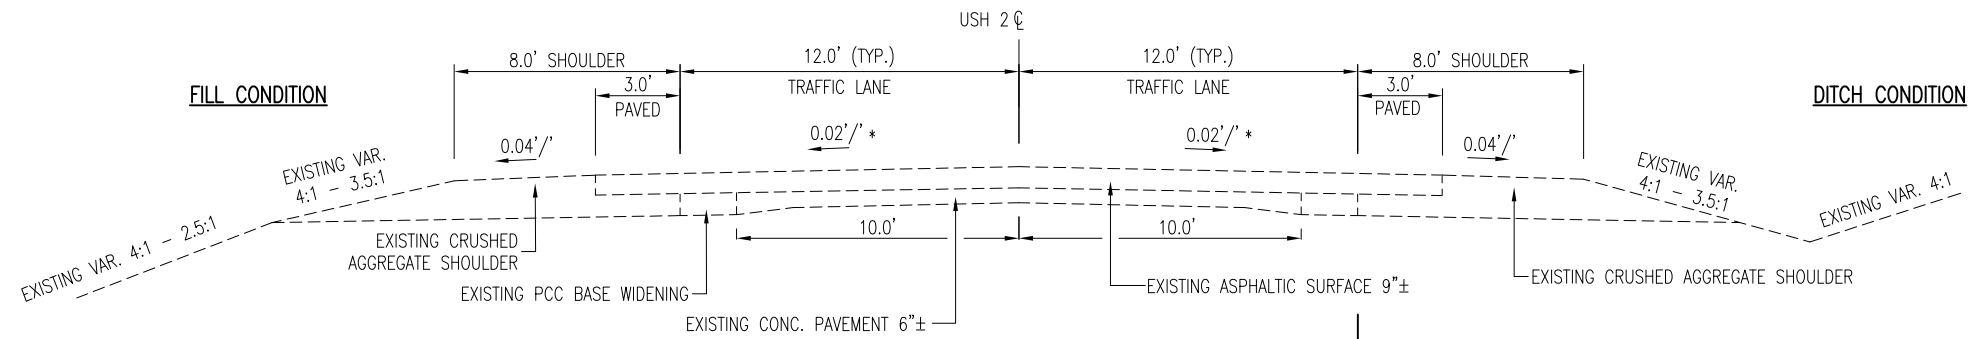 USH 2 ℄
8.0' SHOULDER
12.0' (TYP.)
12.0' (TYP.)
8.0' SHOULDER
FILL CONDITION
3.0'
PAVED
TRAFFIC LANE
TRAFFIC LANE
3.0'
PAVED
DITCH CONDITION
0.04'/'
0.02'/' *
0.02'/' *
0.04'/'
EXISTING VAR.
4:1 - 3.5:1
EXISTING VAR.
4:1 - 3.5:1
EXISTING VAR. 4:1
EXISTING VAR. 4:1 - 2.5:1
10.0'
10.0'
EXISTING CRUSHED
AGGREGATE SHOULDER
EXISTING CRUSHED AGGREGATE SHOULDER
EXISTING PCC BASE WIDENING
EXISTING ASPHALTIC SURFACE 9"±
EXISTING CONC. PAVEMENT 6"±